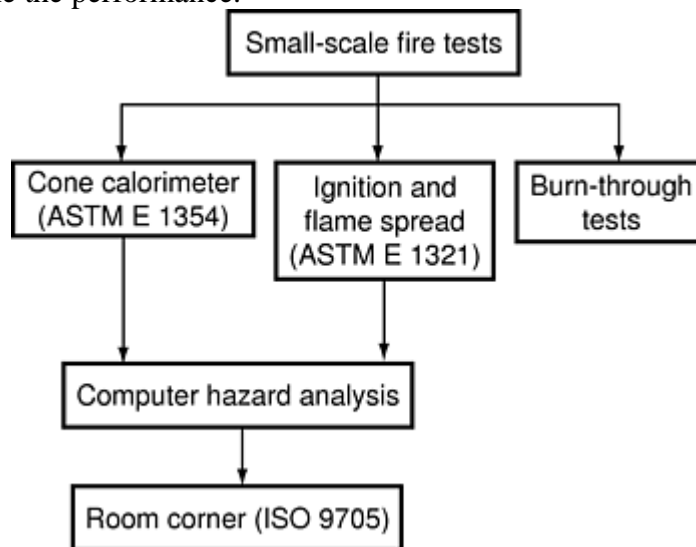 the performance.
Small-scale fire tests
Cone calorimeter
(ASTM E 1354)
Ignition and
flame spread
(ASTM E 1321)
Burn-through
tests
Computer hazard analysis
Room corner (ISO 9705)